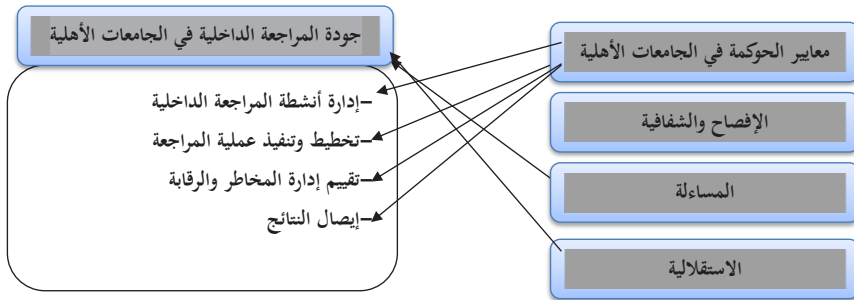 معايير الحوكمة في الجامعات الأهلية
الإفصاح والشفافية
المساءلة
الاستقلالية
جودة المراجعة الداخلية في الجامعات الأهلية
–إدارة أنشطة المراجعة الداخلية
–تخطيط وتنفيذ عملية المراجعة
–تقييم إدارة المخاطر والرقابة
–إيصال النتائج